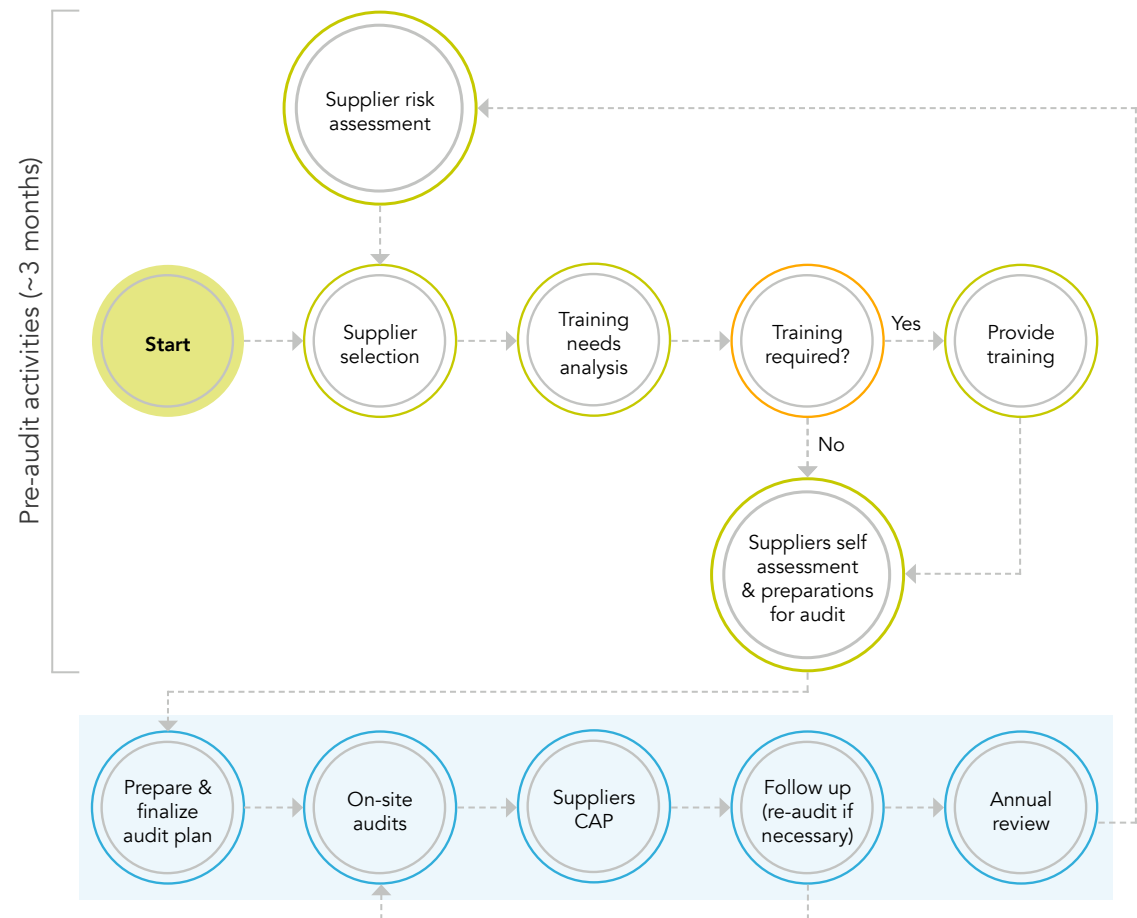 Pre-audit activities (~3 months)
Supplier risk
assessment
Start
Supplier
selection
Training
needs
analysis
Training
required?
Yes
Provide
training
No
Suppliers self
assessment
& preparations
for audit
Prepare &
finalize
audit plan
On-site
audits
Suppliers
CAP
Follow up
(re-audit if
necessary)
Annual
review